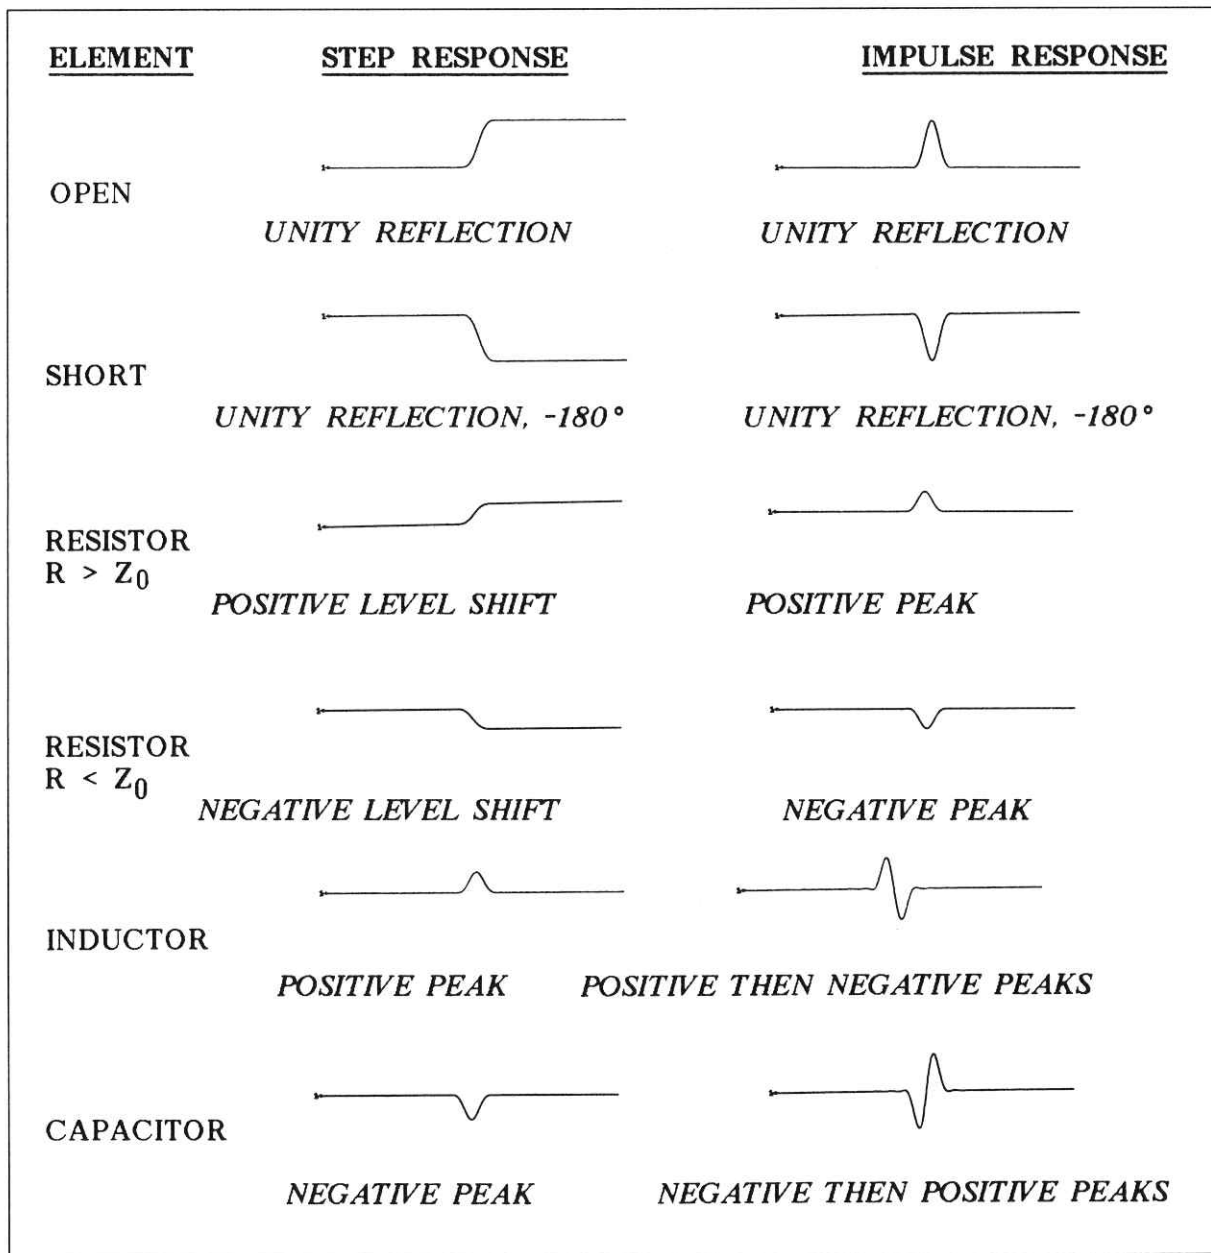 ELEMENT STEP RESPONSE IMPULSE RESPONSE
OPEN
UNITY REFLECTION UNITY REFLECTION
SHORT
UNITY REFLECTION, -180° UNITY REFLECTION, -180°
RESISTOR
R > Z0
POSITIVE LEVEL SHIFT POSITIVE PEAK
RESISTOR
R < Z0
NEGATIVE LEVEL SHIFT NEGATIVE PEAK
INDUCTOR
POSITIVE PEAK POSITIVE THEN NEGATIVE PEAKS
CAPACITOR
NEGATIVE PEAK NEGATIVE THEN POSITIVE PEAKS